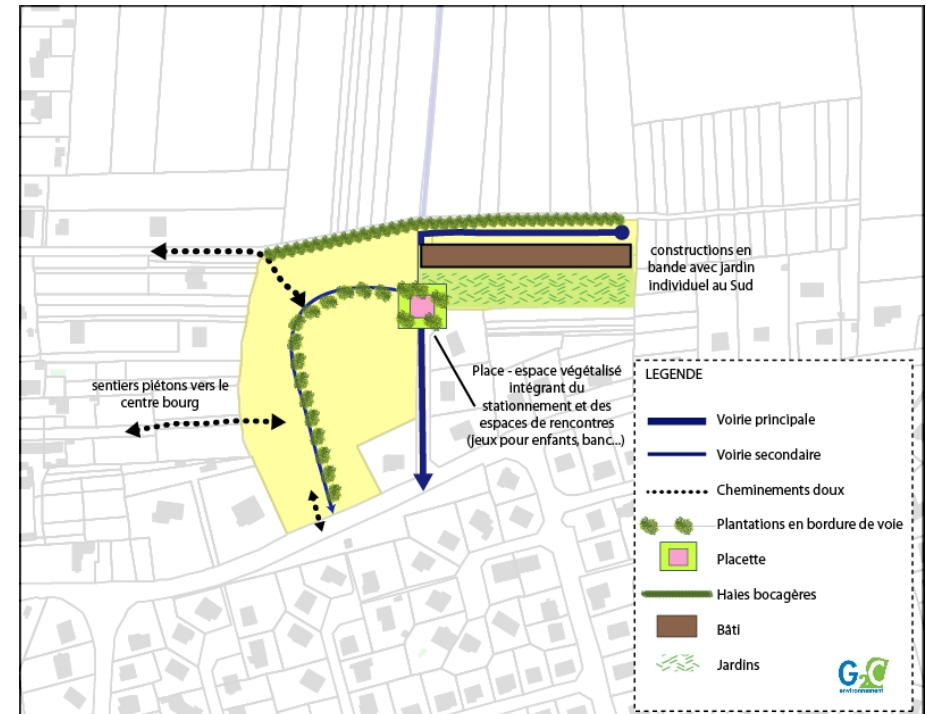 constructions en
bande avec jardin
individuel au Sud
sentiers piétons vers le
centre bourg
Place - espace végétalisé
intégrant du
stationnement et des
espaces de rencontres
(jeux pour enfants, banc...)
LEGENDE
Voirie principale
Voirie secondaire
Cheminements doux
Plantations en bordure de voie
Placette
Haies bocagères
Bâti
Jardins
G2C
environnement